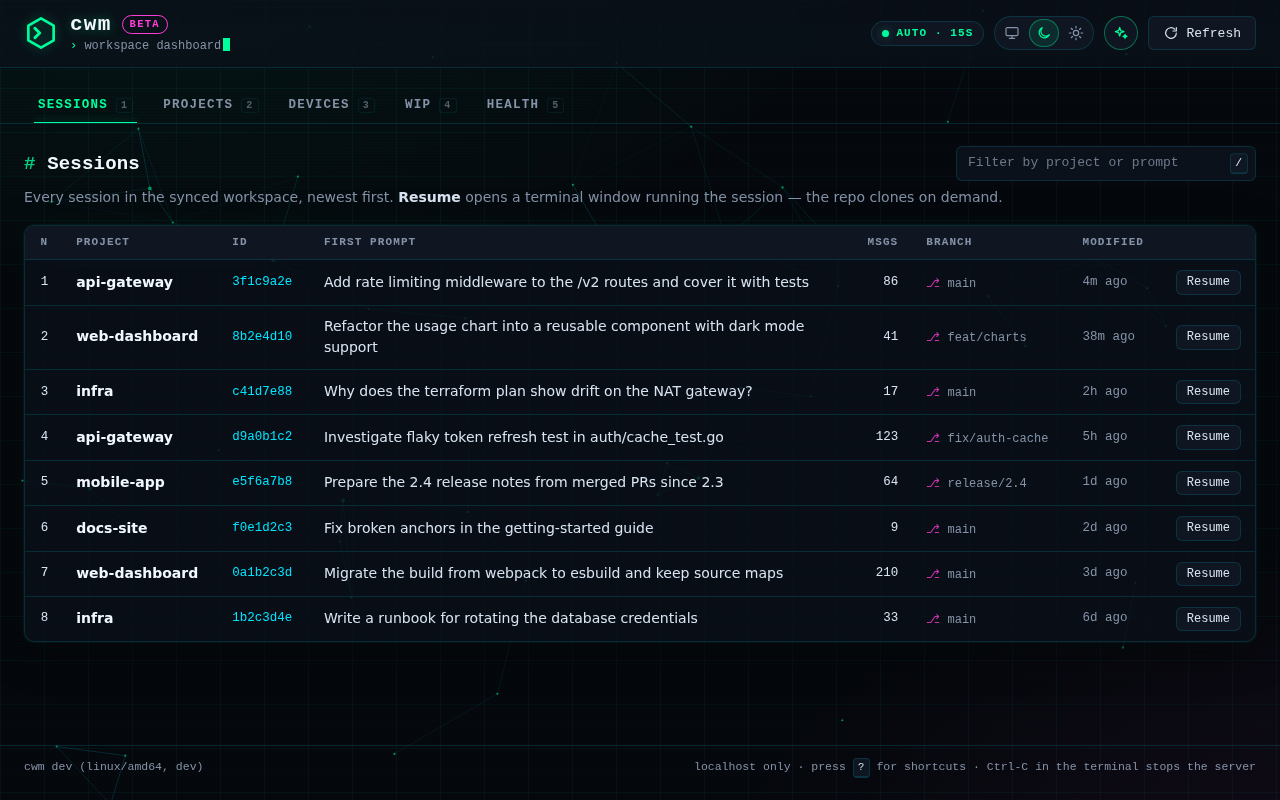 cwm BETA
› workspace dashboard
AUTO · 15S
Refresh
SESSIONS 1 PROJECTS 2 DEVICES 3 WIP 4 HEALTH 5
# Sessions
Filter by project or prompt /
Every session in the synced workspace, newest first. Resume opens a terminal window running the session — the repo clones on demand.
N PROJECT ID FIRST PROMPT MSGS BRANCH MODIFIED
1 api-gateway 3f1c9a2e Add rate limiting middleware to the /v2 routes and cover it with tests 86 ⎇ main 4m ago Resume
2 web-dashboard 8b2e4d10 Refactor the usage chart into a reusable component with dark mode
support 41 ⎇ feat/charts 38m ago Resume
3 infra c41d7e88 Why does the terraform plan show drift on the NAT gateway? 17 ⎇ main 2h ago Resume
4 api-gateway d9a0b1c2 Investigate flaky token refresh test in auth/cache_test.go 123 ⎇ fix/auth-cache 5h ago Resume
5 mobile-app e5f6a7b8 Prepare the 2.4 release notes from merged PRs since 2.3 64 ⎇ release/2.4 1d ago Resume
6 docs-site f0e1d2c3 Fix broken anchors in the getting-started guide 9 ⎇ main 2d ago Resume
7 web-dashboard 0a1b2c3d Migrate the build from webpack to esbuild and keep source maps 210 ⎇ main 3d ago Resume
8 infra 1b2c3d4e Write a runbook for rotating the database credentials 33 ⎇ main 6d ago Resume
cwm dev (linux/amd64, dev)
localhost only · press ? for shortcuts · Ctrl-C in the terminal stops the server